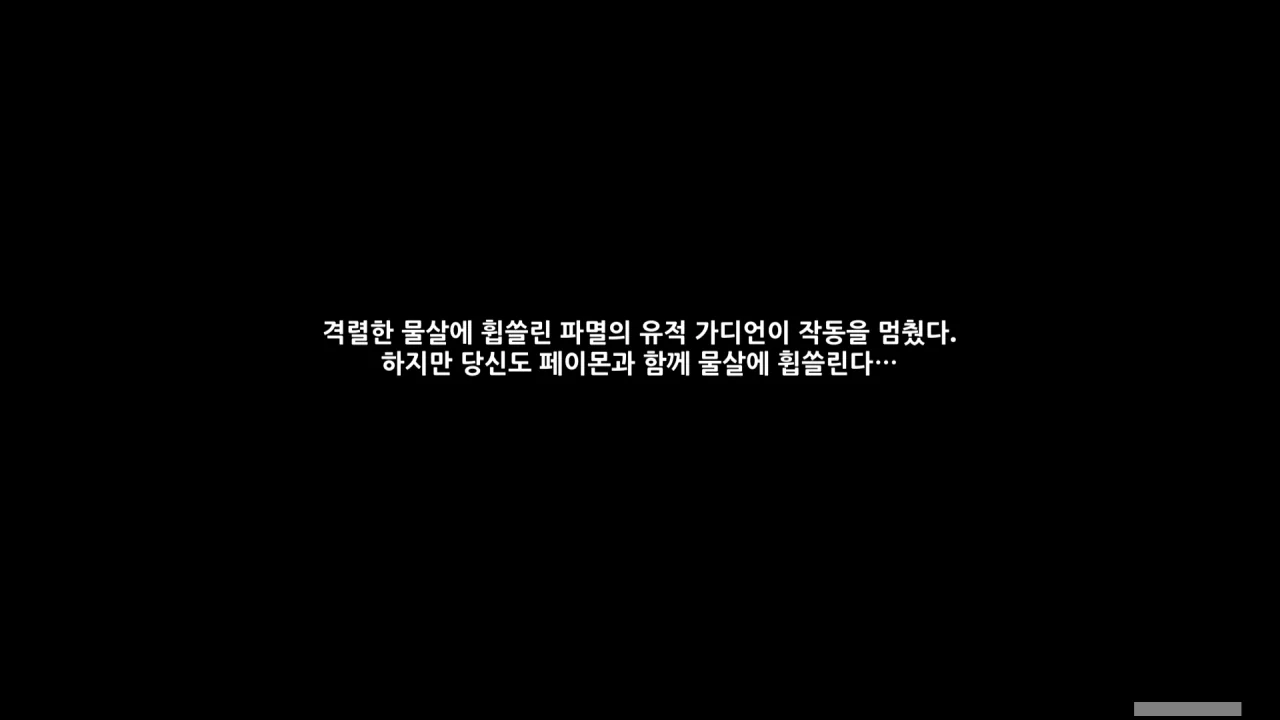 격렬한 물살에 휩쓸린 파멸의 유적 가디언이 작동을 멈췄다.
하지만 당신도 페이몬과 함께 물살에 휩쓸린다…